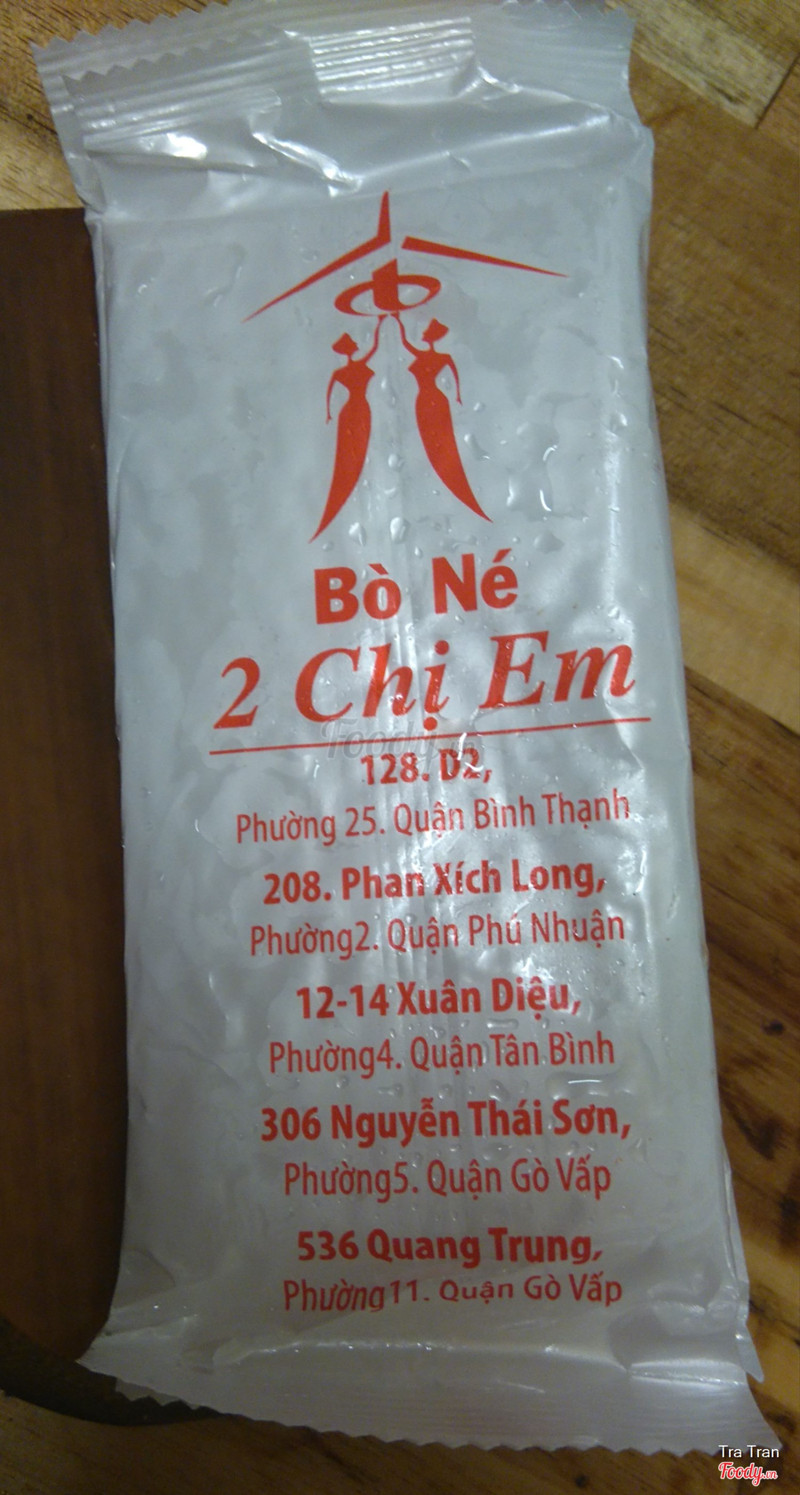 Bò Né
2 Chị Em
Foody.vn
128. D2,
Phường 25. Quận Bình Thạnh
208. Phan Xích Long,
Phường2. Quận Phú Nhuận
12-14 Xuân Diệu,
Phường4. Quận Tân Bình
306 Nguyễn Thái Sơn,
Phường5. Quận Gò Vấp
536 Quang Trung,
Phường11. Quận Gò Vấp
Tra Tran
Foody.vn